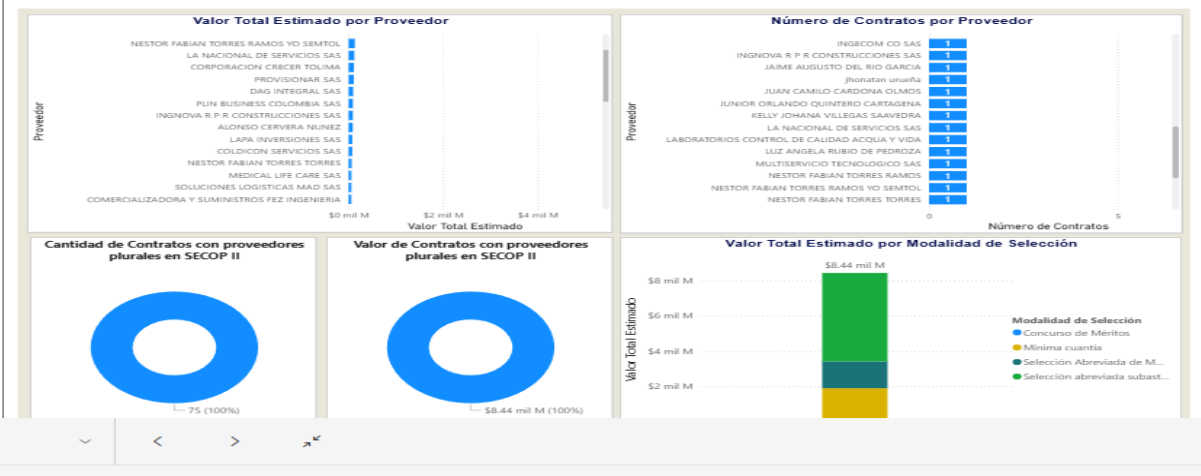 Valor Total Estimado por Proveedor
Proveedor
NESTOR FABIAN TORRES RAMOS YO SEMTOL
LA NACIONAL DE SERVICIOS SAS
CORPORACION CRECER TOLIMA
PROVISIONAR SAS
DAG INTEGRAL SAS
PLIN BUSINESS COLOMBIA SAS
INGNOVA R P R CONSTRUCCIONES SAS
ALONSO CERVERA NUNEZ
LAPA INVERSIONES SAS
COLDICON SERVICIOS SAS
NESTOR FABIAN TORRES TORRES
MEDICAL LIFE CARE SAS
SOLUCIONES LOGISTICAS MAD SAS
COMERCIALIZADORA Y SUMINISTROS FEZ INGENIERIA
$0 mil M $2 mil M $4 mil M
Valor Total Estimado
Número de Contratos por Proveedor
Proveedor
INGECOM CO SAS 1
INGNOVA R P R CONSTRUCCIONES SAS 1
JAIME AUGUSTO DEL RIO GARCIA 1
jhonatan urueña 1
JUAN CAMILO CARDONA OLMOS 1
JUNIOR ORLANDO QUINTERO CARTAGENA 1
KELLY JOHANA VILLEGAS SAAVEDRA 1
LA NACIONAL DE SERVICIOS SAS 1
LABORATORIOS CONTROL DE CALIDAD ACQUA Y VIDA 1
LUZ ANGELA RUBIO DE PEDROZA 1
MULTISERVICIO TECNOLOGICO SAS 1
NESTOR FABIAN TORRES RAMOS 1
NESTOR FABIAN TORRES RAMOS YO SEMTOL 1
NESTOR FABIAN TORRES TORRES 1
0 5
Número de Contratos
Cantidad de Contratos con proveedores
plurales en SECOP II
75 (100%)
Valor de Contratos con proveedores
plurales en SECOP II
$8.44 mil M (100%)
Valor Total Estimado por Modalidad de Selección
Valor Total Estimado
$8.44 mil M
$8 mil M
$6 mil M
$4 mil M
$2 mil M
Modalidad de Selección
Concurso de Méritos
Mínima cuantía
Selección Abreviada de M...
Selección abreviada subast...